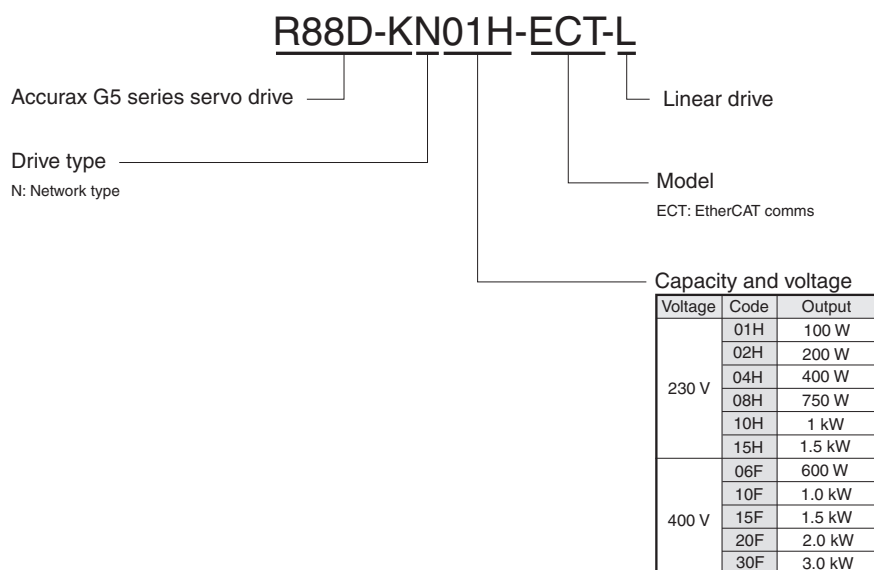 R88D-KN01H-ECT-L
Accurax G5 series servo drive
Linear drive
Drive type
N: Network type
Model
ECT: EtherCAT comms
Capacity and voltage
Voltage Code Output
230 V
01H 100 W
02H 200 W
04H 400 W
08H 750 W
10H 1 kW
15H 1.5 kW
400 V
06F 600 W
10F 1.0 kW
15F 1.5 kW
20F 2.0 kW
30F 3.0 kW